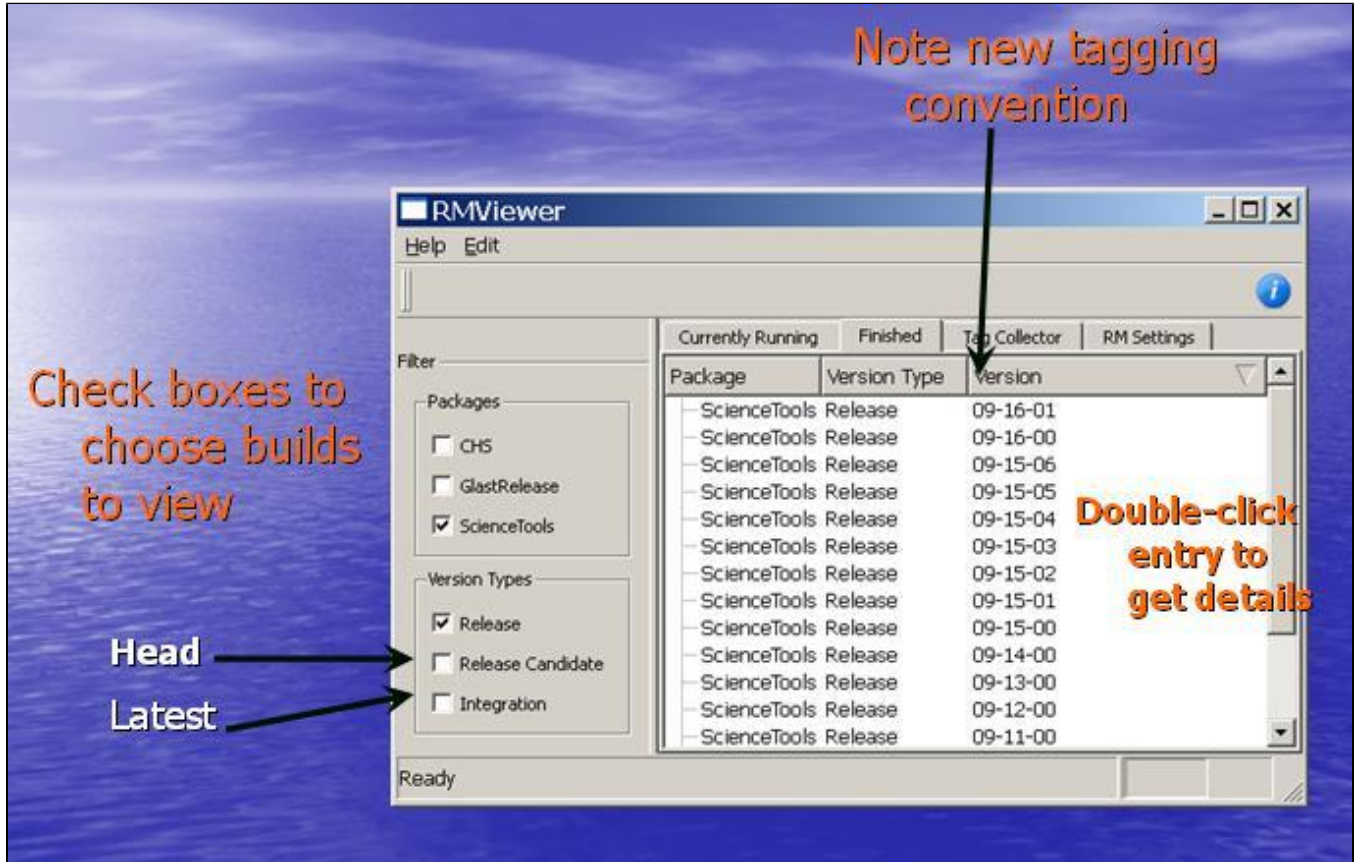 Note new tagging
convention
RMViewer
Help Edit
Currently Running Finished Tag Collector RM Settings
Filter
Package Version Type Version
Packages
CHS
GlastRelease
ScienceTools
Version Types
Release
Release Candidate
Integration
ScienceTools Release 09-16-01
ScienceTools Release 09-16-00
ScienceTools Release 09-15-06
ScienceTools Release 09-15-05
ScienceTools Release 09-15-04
ScienceTools Release 09-15-03
ScienceTools Release 09-15-02
ScienceTools Release 09-15-01
ScienceTools Release 09-15-00
ScienceTools Release 09-14-00
ScienceTools Release 09-13-00
ScienceTools Release 09-12-00
ScienceTools Release 09-11-00
Ready
Check boxes to
choose builds
to view
Double-click
entry to
get details
Head
Latest